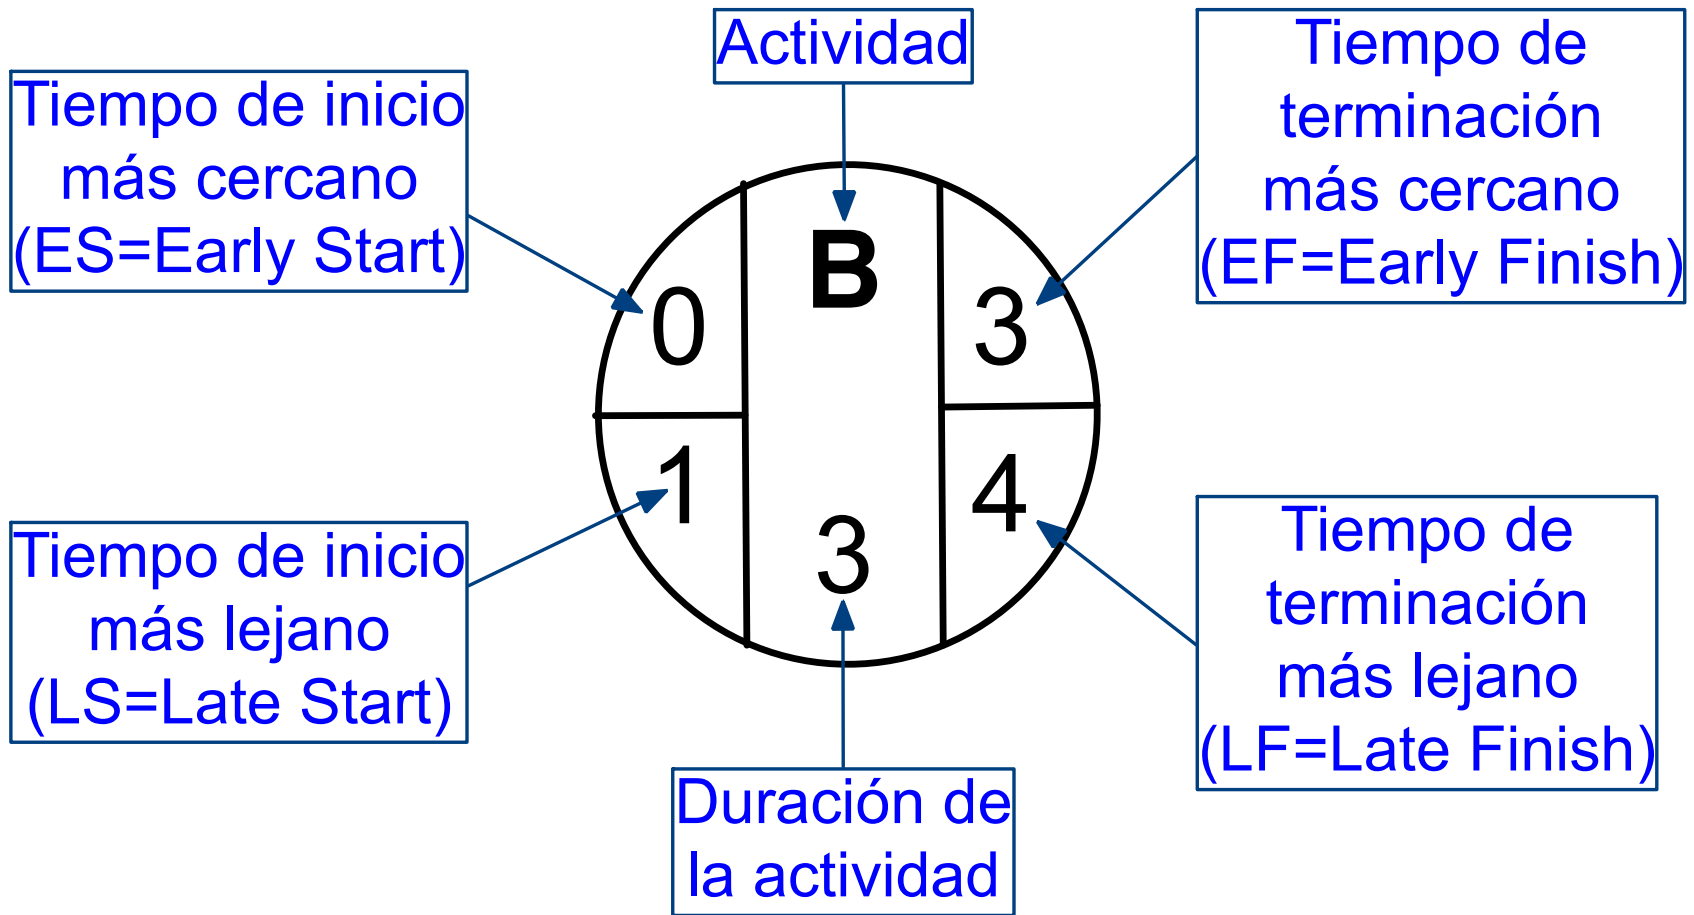 Actividad
Tiempo de inicio
más cercano
(ES=Early Start)
Tiempo de
terminación
más cercano
(EF=Early Finish)
B
0
3
1
4
3
Tiempo de inicio
más lejano
(LS=Late Start)
Tiempo de
terminación
más lejano
(LF=Late Finish)
Duración de
la actividad